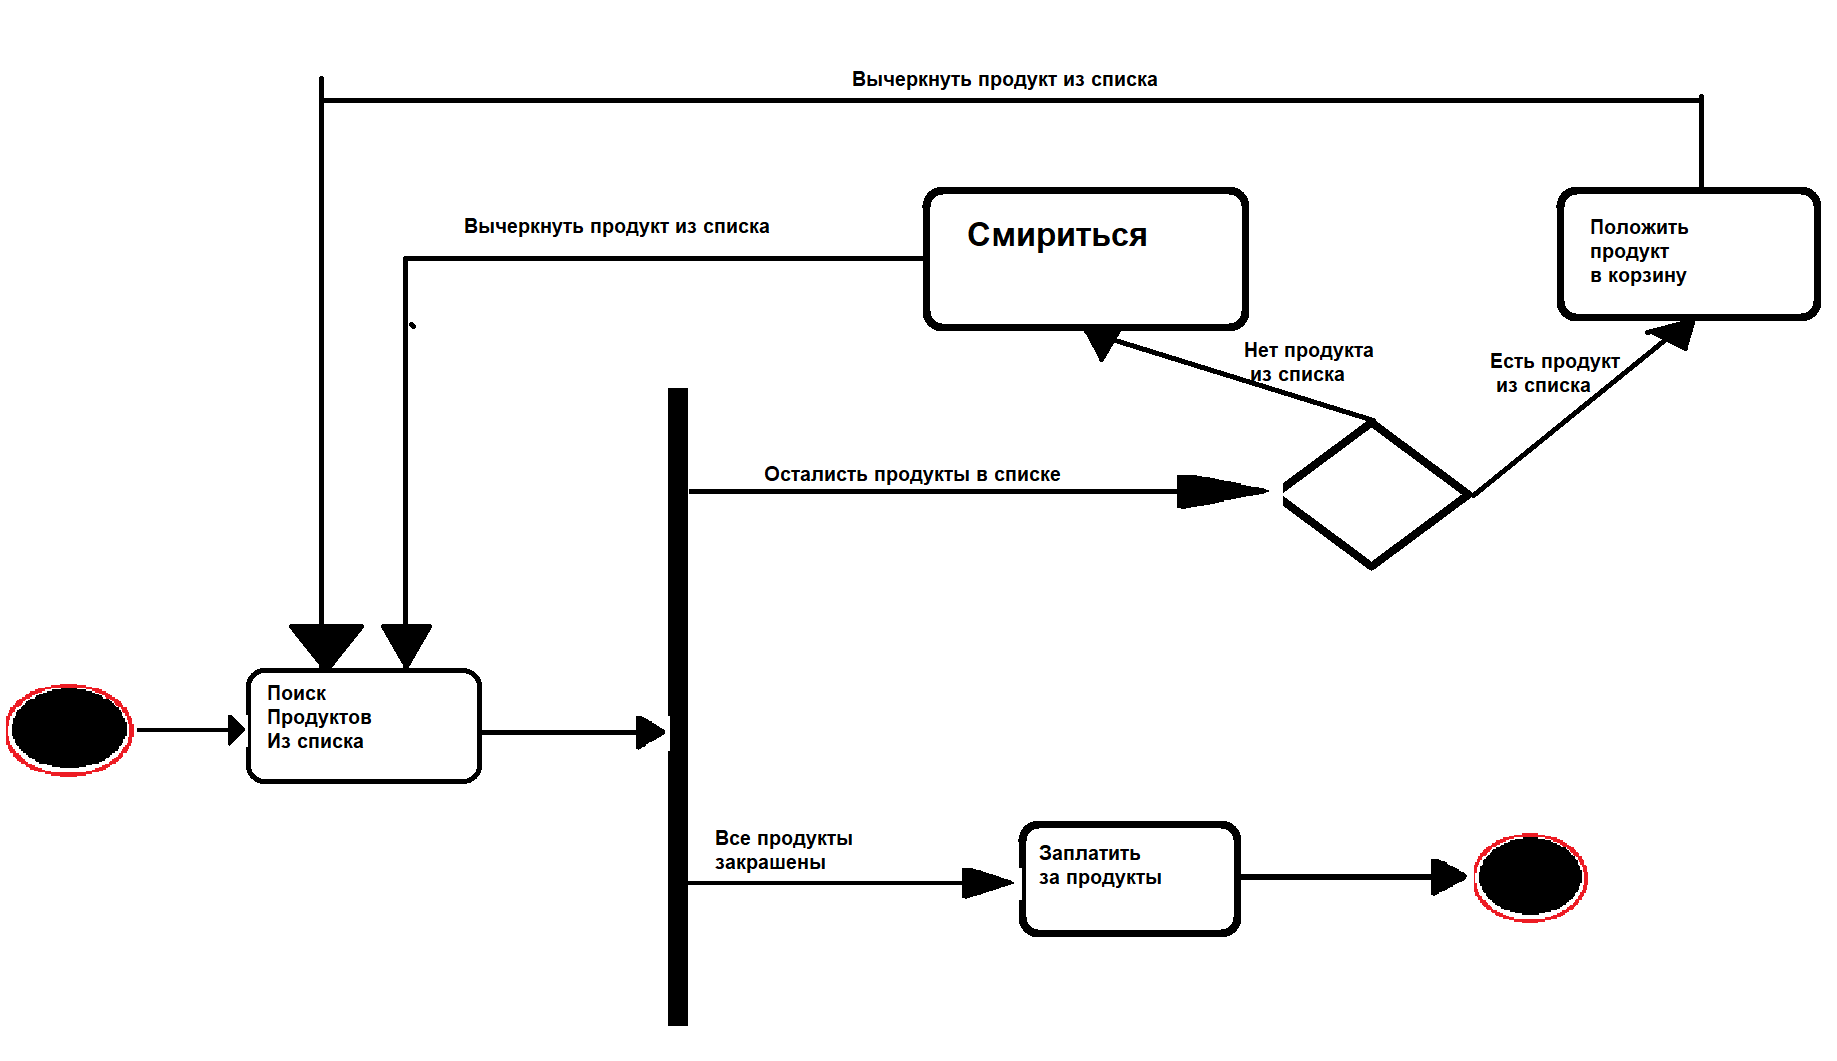 Вычеркнуть продукт из списка
Вычеркнуть продукт из списка
Смириться
Положить
продукт
в корзину
Нет продукта
из списка
Есть продукт
из списка
Осталисть продукты в списке
Поиск
Продуктов
Из списка
Все продукты
закрашены
Заплатить
за продукты